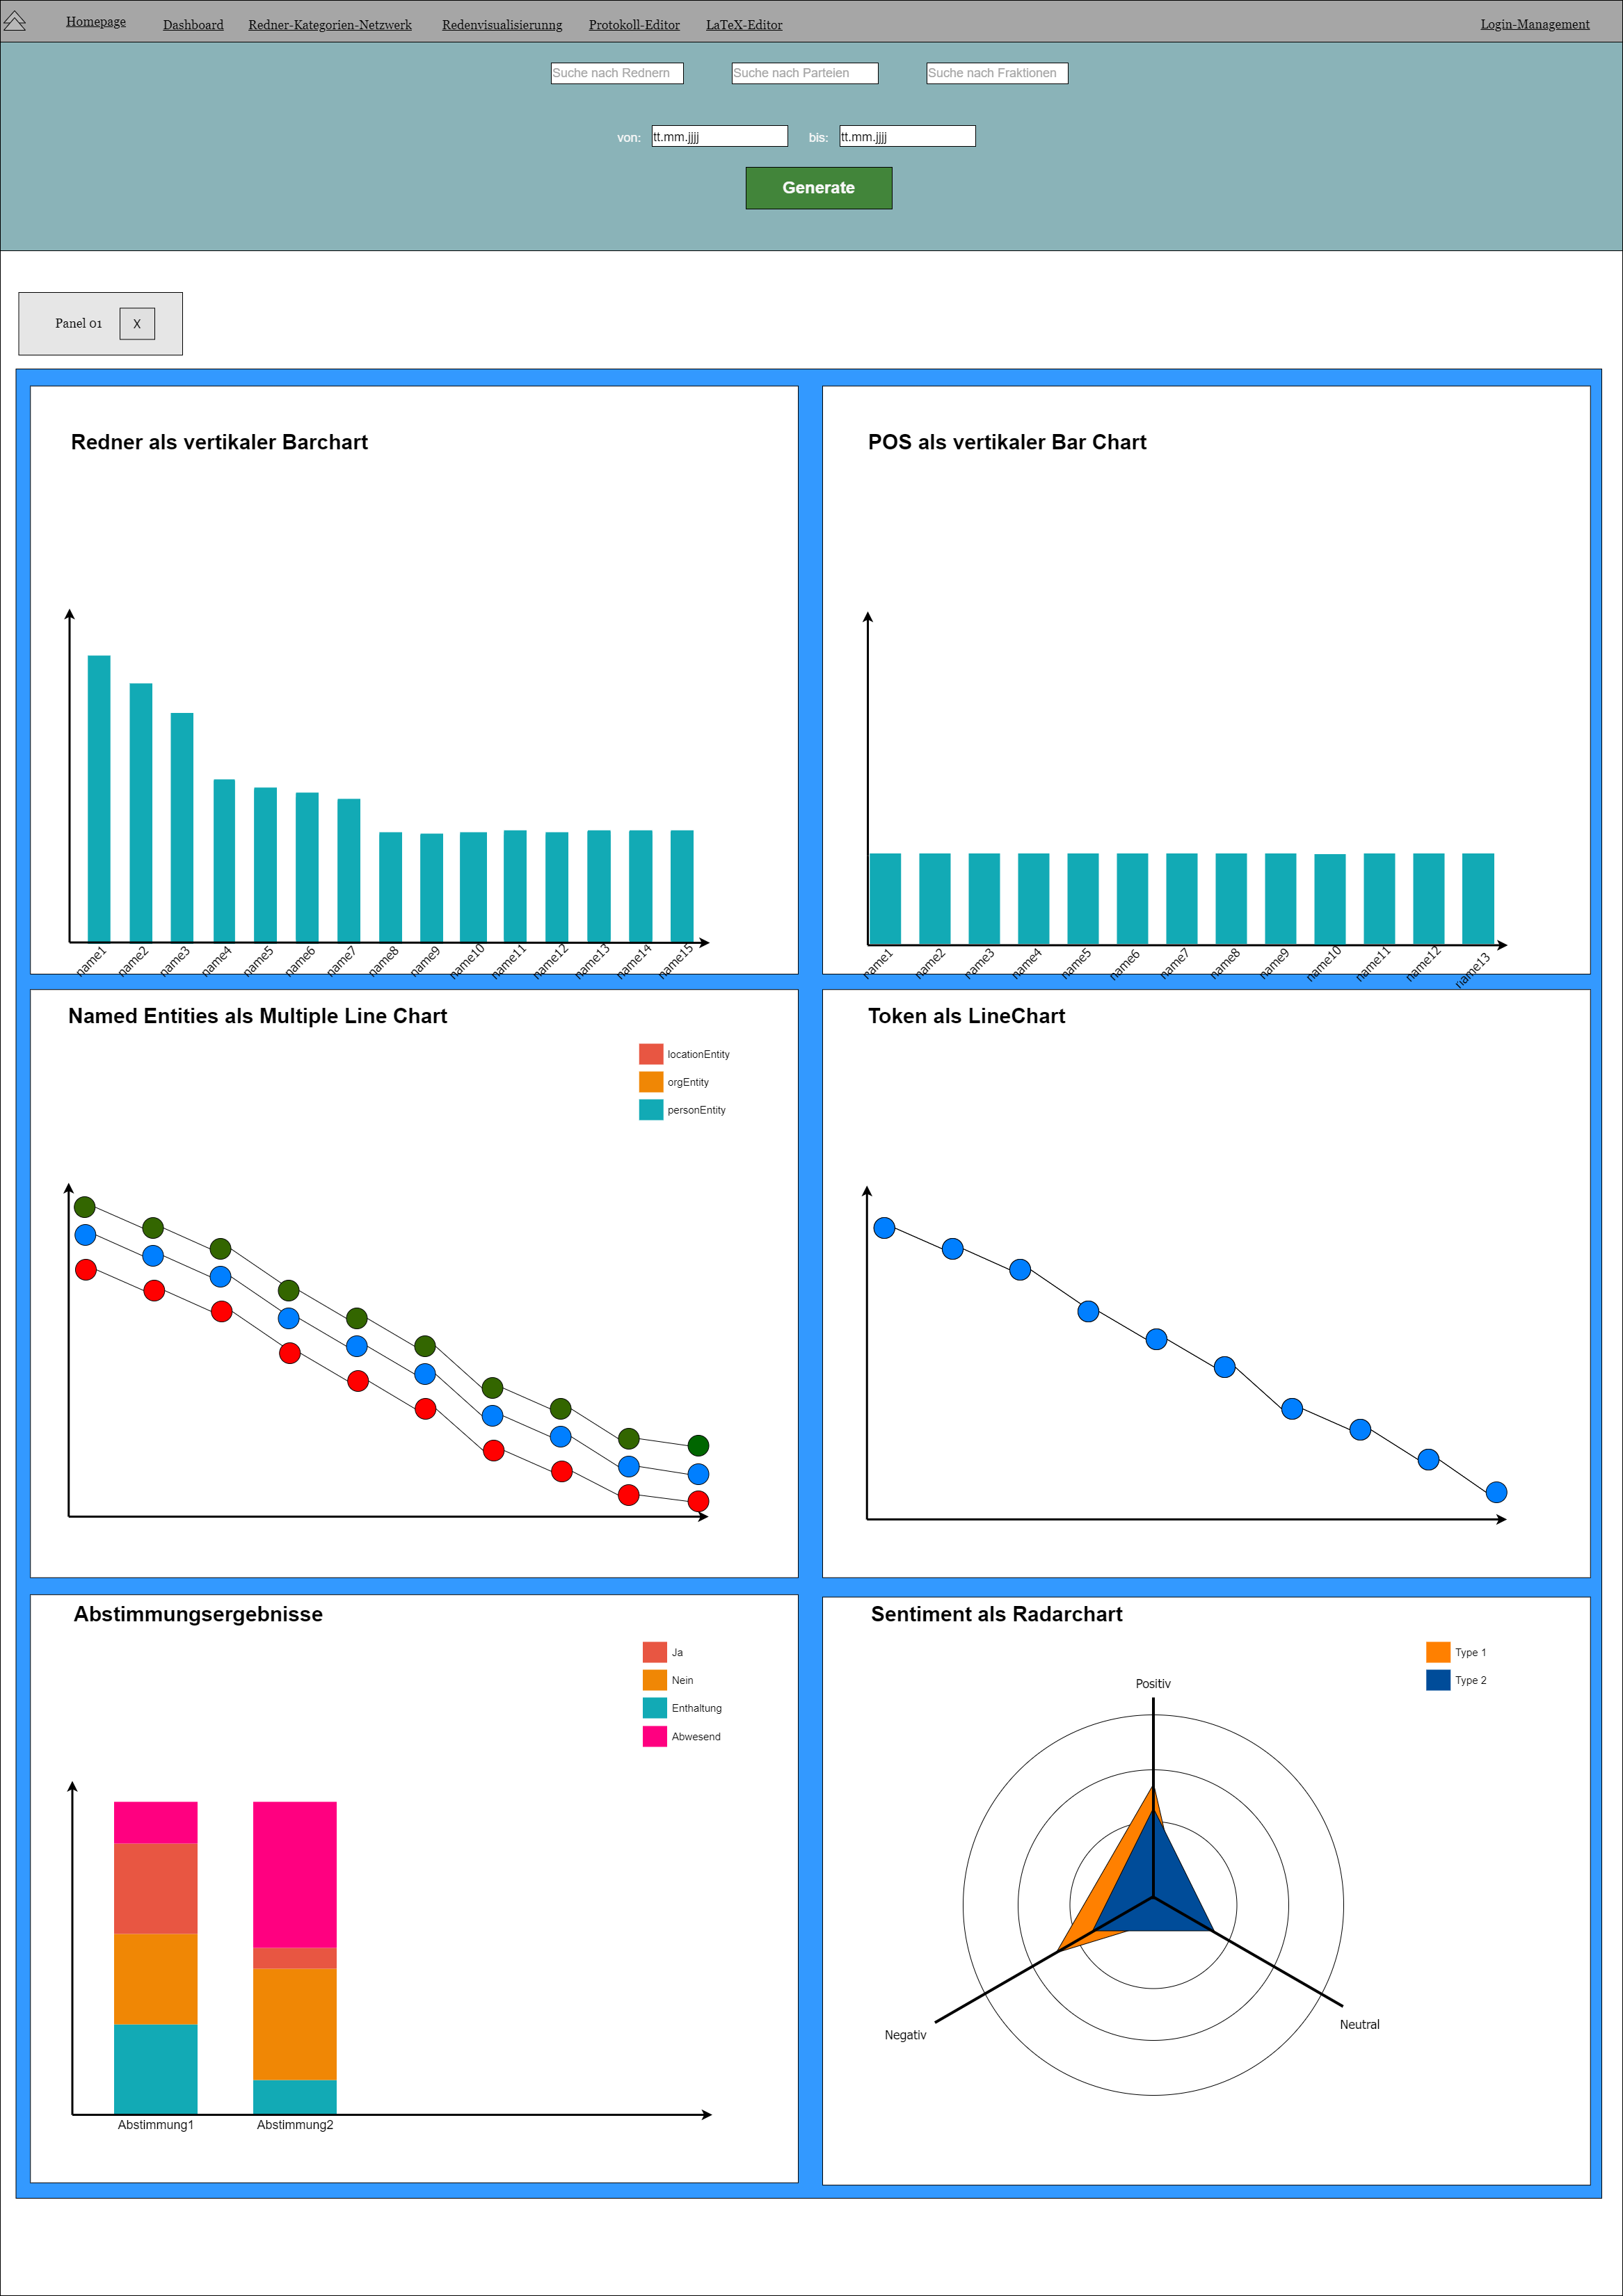 Homepage
Dashboard
Redner-Kategorien-Netzwerk
Redenvisualisierunng
Protokoll-Editor
LaTeX-Editor
Login-Management
Suche nach Rednern
Suche nach Parteien
Suche nach Fraktionen
von:
tt.mm.jjjj
bis:
tt.mm.jjjj
Generate
Panel 01
X
Redner als vertikaler Barchart
name1
name2
name3
name4
name5
name6
name7
name8
name9
name10
name11
name12
name13
name14
name15
POS als vertikaler Bar Chart
name1
name2
name3
name4
name5
name6
name7
name8
name9
name10
name11
name12
name13
Named Entities als Multiple Line Chart
locationEntity
orgEntity
personEntity
Token als LineChart
Abstimmungsergebnisse
Ja
Nein
Enthaltung
Abwesend
Abstimmung1
Abstimmung2
Sentiment als Radarchart
Type 1
Type 2
Positiv
Negativ
Neutral